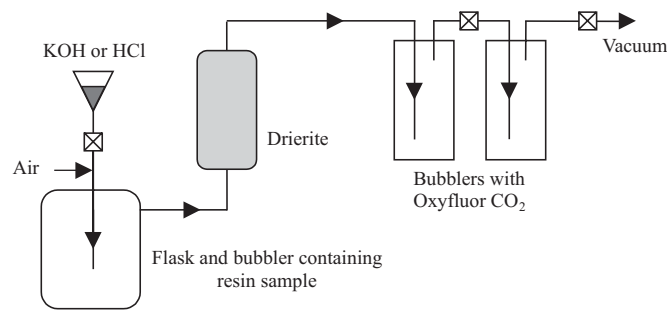 KOH or HCl
Vacuum
Drierite
Air
Bubblers with
Oxyfluor CO₂
Flask and bubbler containing
resin sample